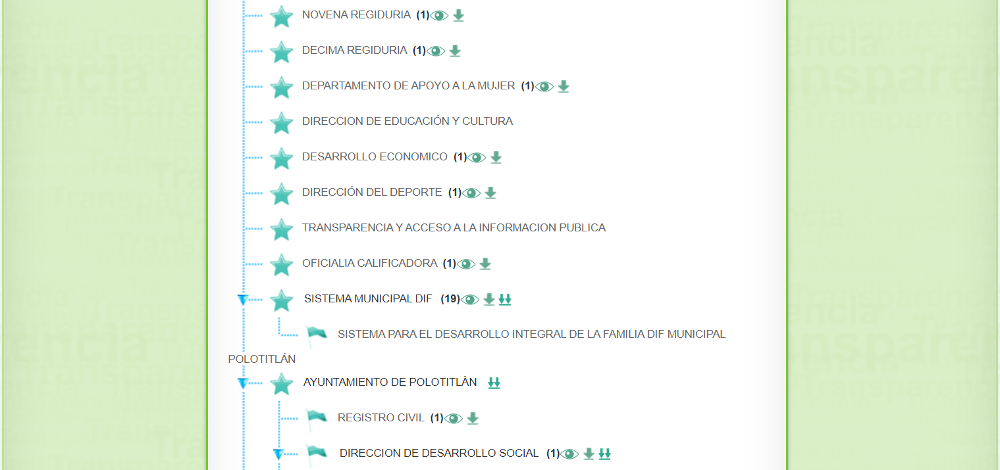 NOVENA REGIDURIA (1)
DECIMA REGIDURIA (1)
DEPARTAMENTO DE APOYO A LA MUJER (1)
DIRECCION DE EDUCACIÓN Y CULTURA
DESARROLLO ECONOMICO (1)
DIRECCIÓN DEL DEPORTE (1)
TRANSPARENCIA Y ACCESO A LA INFORMACION PUBLICA
OFICIALIA CALIFICADORA (1)
SISTEMA MUNICIPAL DIF (19)
SISTEMA PARA EL DESARROLLO INTEGRAL DE LA FAMILIA DIF MUNICIPAL
POLOTITLÁN
AYUNTAMIENTO DE POLOTITLÀN
REGISTRO CIVIL (1)
DIRECCION DE DESARROLLO SOCIAL (1)